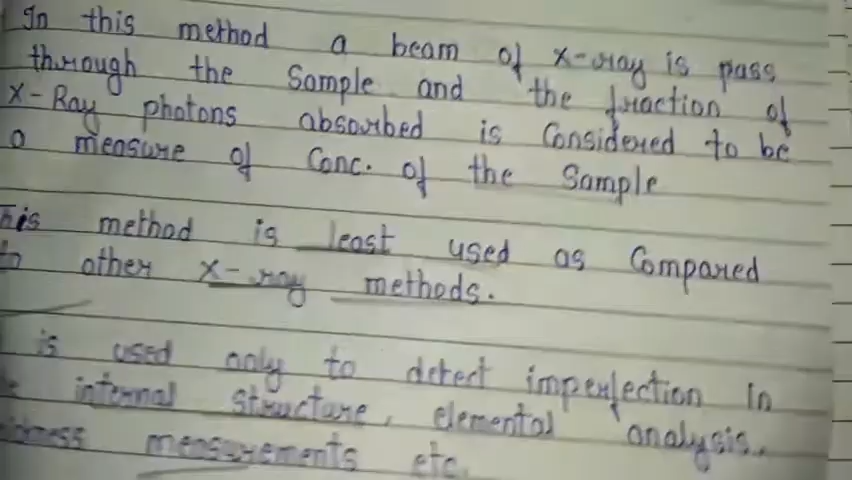 In this method a beam of x-ray is pass
through the Sample and the fraction of
X-Ray photons absorbed is Considered to be
a measure of Conc. of the Sample
This method is least used as Compared
to other x-ray methods.
is used only to detect imperfection in
internal structure, elemental analysis,
measurements etc.